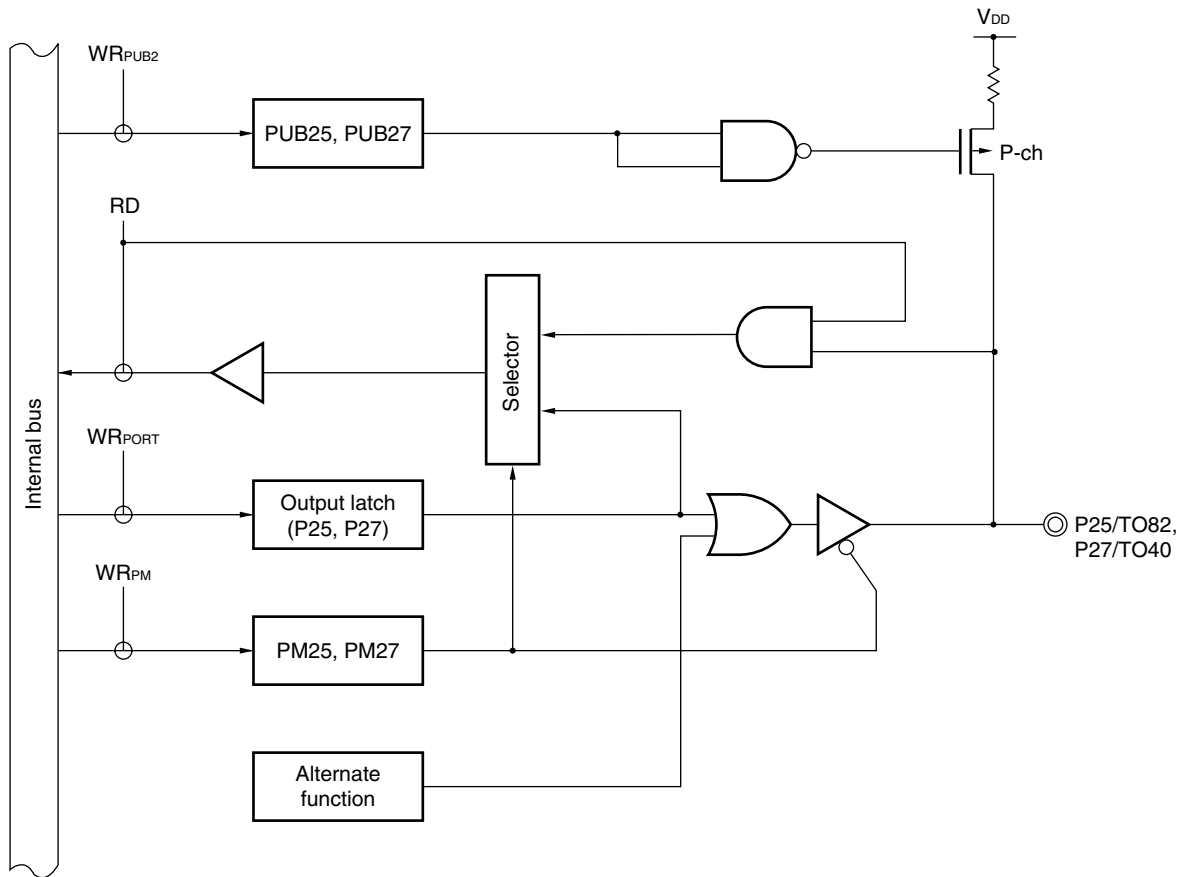 VDD
WRPUB2
PUB25, PUB27
P-ch
RD
Selector
Internal bus
WRPORT
Output latch
(P25, P27)
P25/TO82,
P27/TO40
WRPM
PM25, PM27
Alternate
function